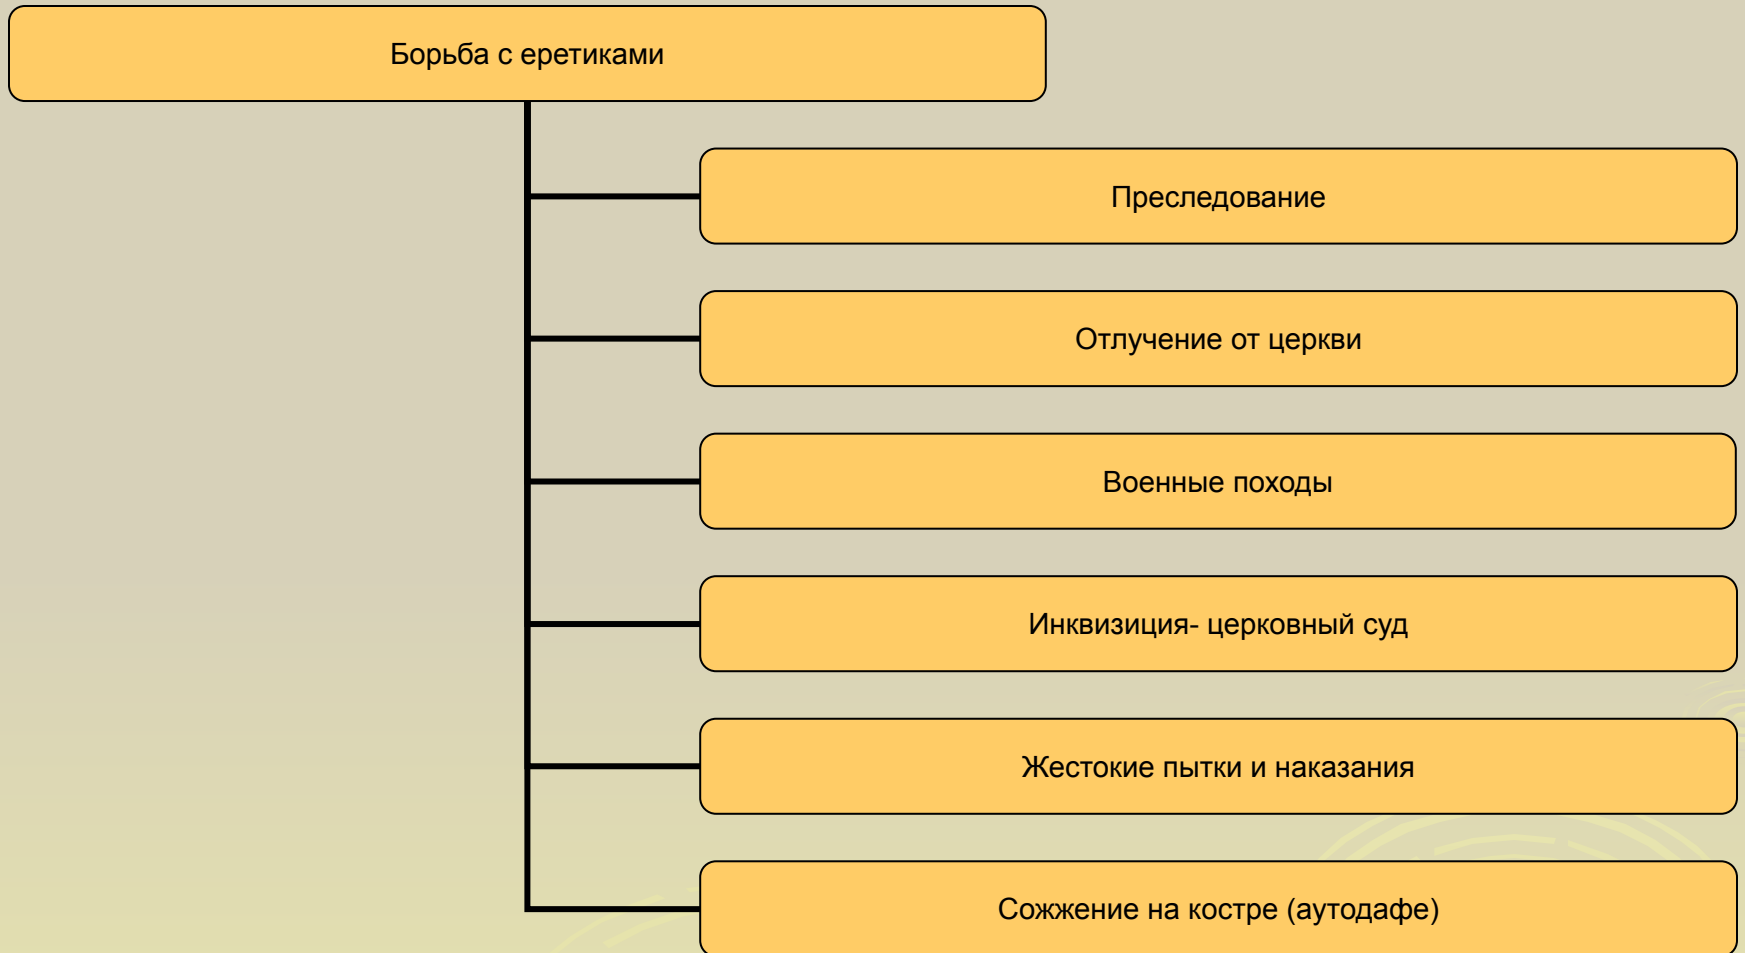 Борьба с еретиками
Преследование
Отлучение от церкви
Военные походы
Инквизиция- церковный суд
Жестокие пытки и наказания
Сожжение на костре (аутодафе)